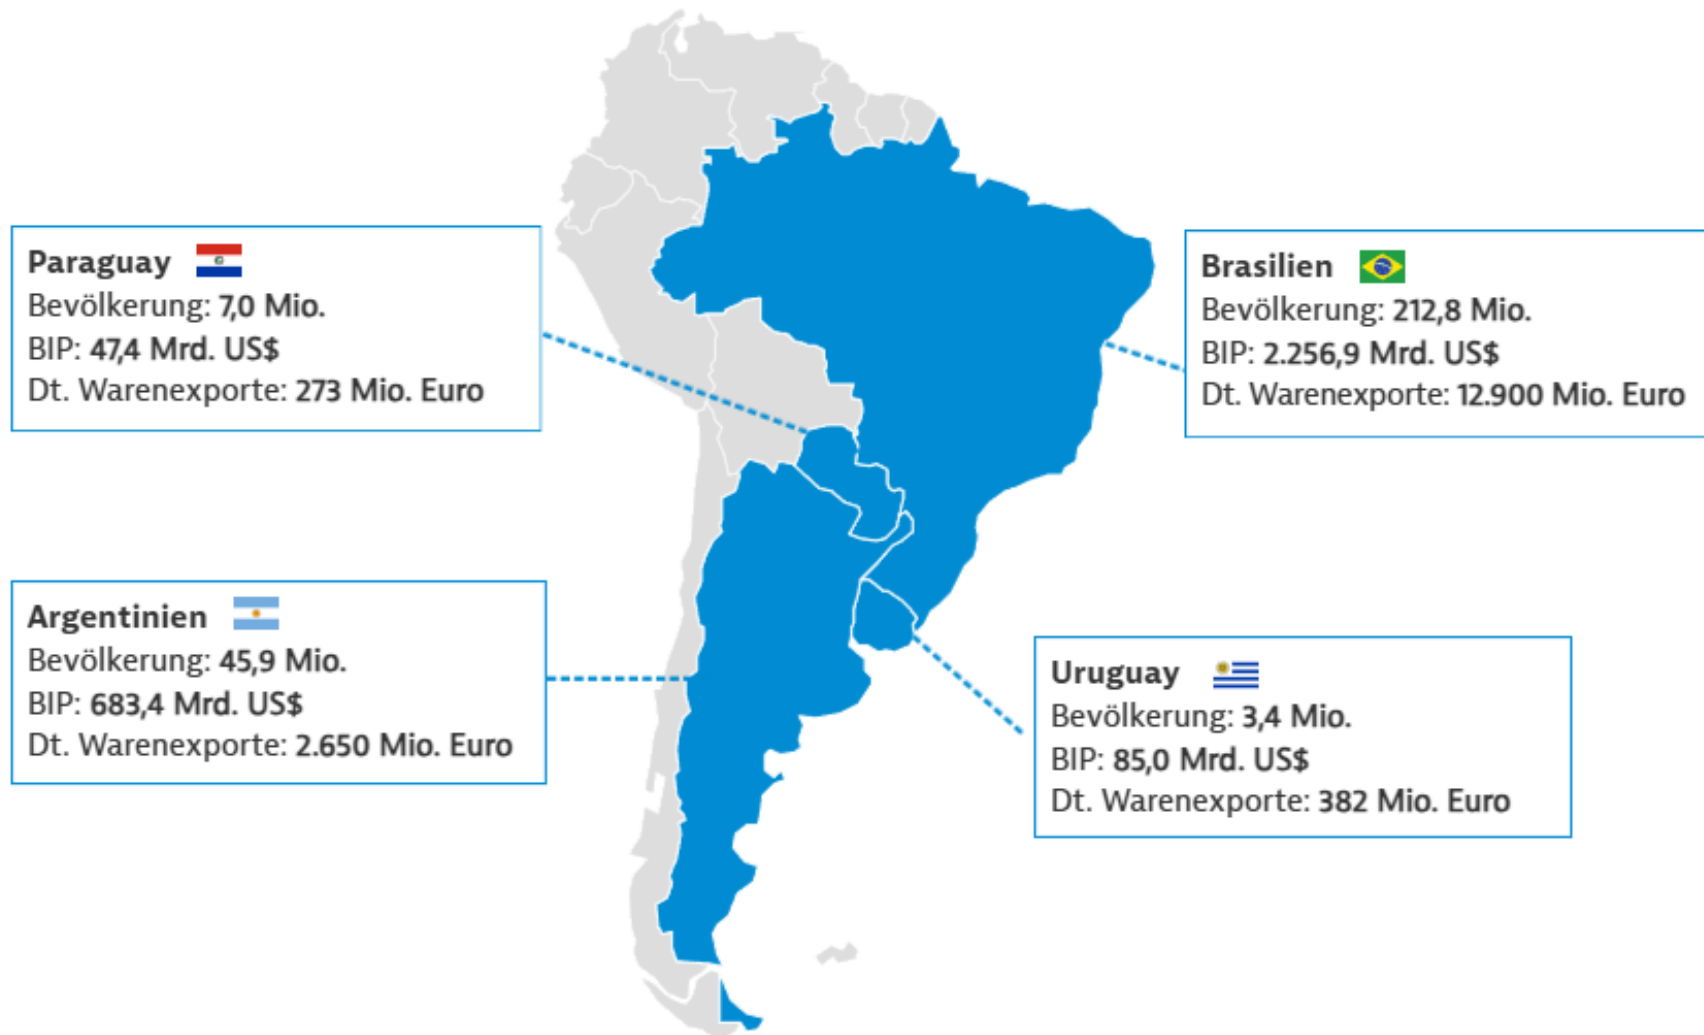 Paraguay
Bevölkerung: 7,0 Mio.
BIP: 47,4 Mrd. US$
Dt. Warenexporte: 273 Mio. Euro
Brasilien
Bevölkerung: 212,8 Mio.
BIP: 2.256,9 Mrd. US$
Dt. Warenexporte: 12.900 Mio. Euro
Argentinien
Bevölkerung: 45,9 Mio.
BIP: 683,4 Mrd. US$
Dt. Warenexporte: 2.650 Mio. Euro
Uruguay
Bevölkerung: 3,4 Mio.
BIP: 85,0 Mrd. US$
Dt. Warenexporte: 382 Mio. Euro